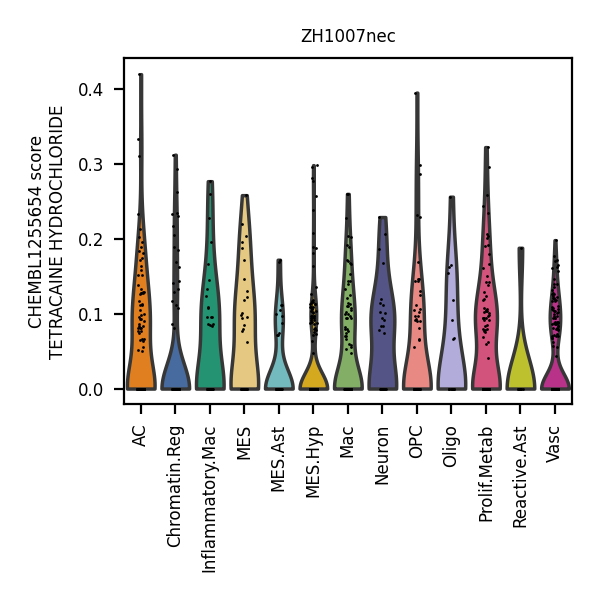 ZH1007nec
CHEMBL1255654 score
TETRACAINE HYDROCHLORIDE
0.4
0.3
0.2
0.1
0.0
AC
Chromatin.Reg
Inflammatory.Mac
MES
MES.Ast
MES.Hyp
Mac
Neuron
OPC
Oligo
Prolif.Metab
Reactive.Ast
Vasc